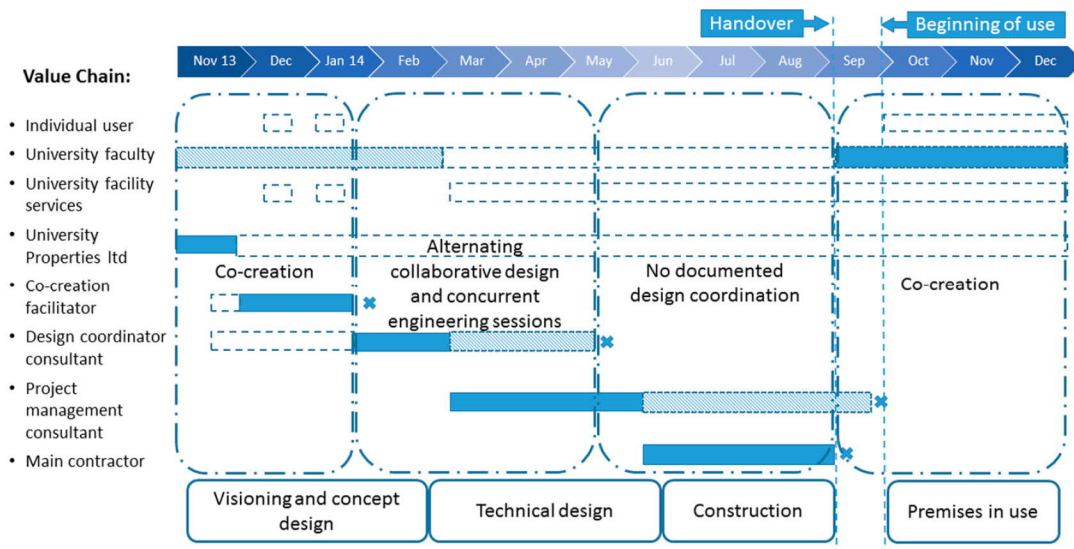 Handover
Beginning of use
Nov 13 Dec Jan 14 Feb Mar Apr May Jun Jul Aug Sep Oct Nov Dec
Value Chain:
• Individual user
• University faculty
• University facility
services
• University
Properties ltd
• Co-creation
facilitator
• Design coordinator
consultant
• Project
management
consultant
• Main contractor
Co-creation
Alternating
collaborative design
and concurrent
engineering sessions
No documented
design coordination
Co-creation
Visioning and concept
design
Technical design
Construction
Premises in use